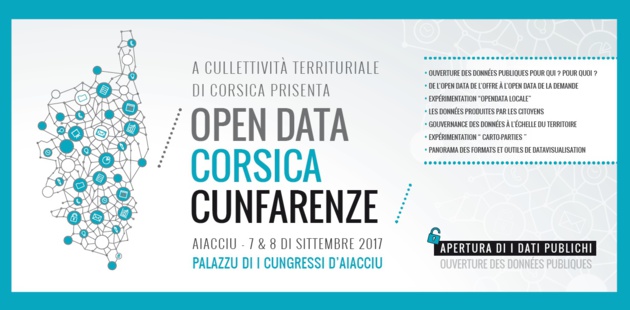 A CULLETTIVITÀ TERRITURIALE
DI CORSICA PRISENTA
OPEN DATA
CORSICA
CUNFARENZE
AIACCIU - 7 & 8 DI SITTEMBRE 2017
PALAZZU DI I CUNGRESSI D'AIACCIU
• OUVERTURE DES DONNÉES PUBLIQUES POUR QUI ? POUR QUOI ?
• DE L'OPEN DATA DE L'OFFRE À L'OPEN DATA DE LA DEMANDE
• EXPÉRIMENTATION "OPENDATA LOCALE"
• LES DONNÉES PRODUITES PAR LES CITOYENS
• GOUVERNANCE DES DONNÉES À L'ÉCHELLE DU TERRITOIRE
• EXPÉRIMENTATION " CARTO-PARTIES "
• PANORAMA DES FORMATS ET OUTILS DE DATAVISUALISATION
APERTURA DI I DATI PUBLICHI
OUVERTURE DES DONNÉES PUBLIQUES